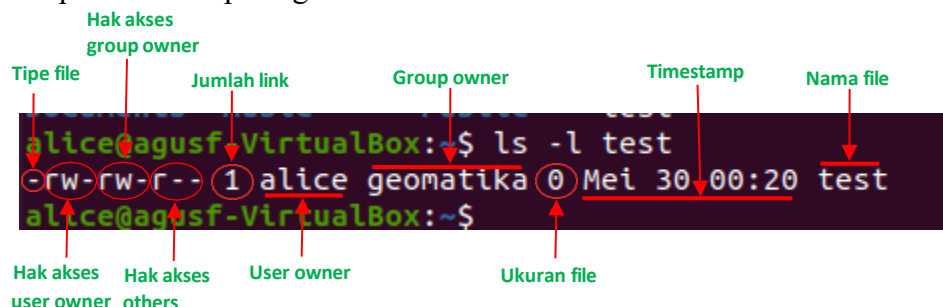 Hak akses
group owner
Tipe file
Jumlah link
Group owner
Timestamp
Nama file
alice@agusf-VirtualBox:~$ ls -l test
-rw-rw-r-- 1 alice geomatika 0 Mei 30 00:20 test
alice@agusf-VirtualBox:~$
Hak akses
user owner
Hak akses
others
User owner
Ukuran file